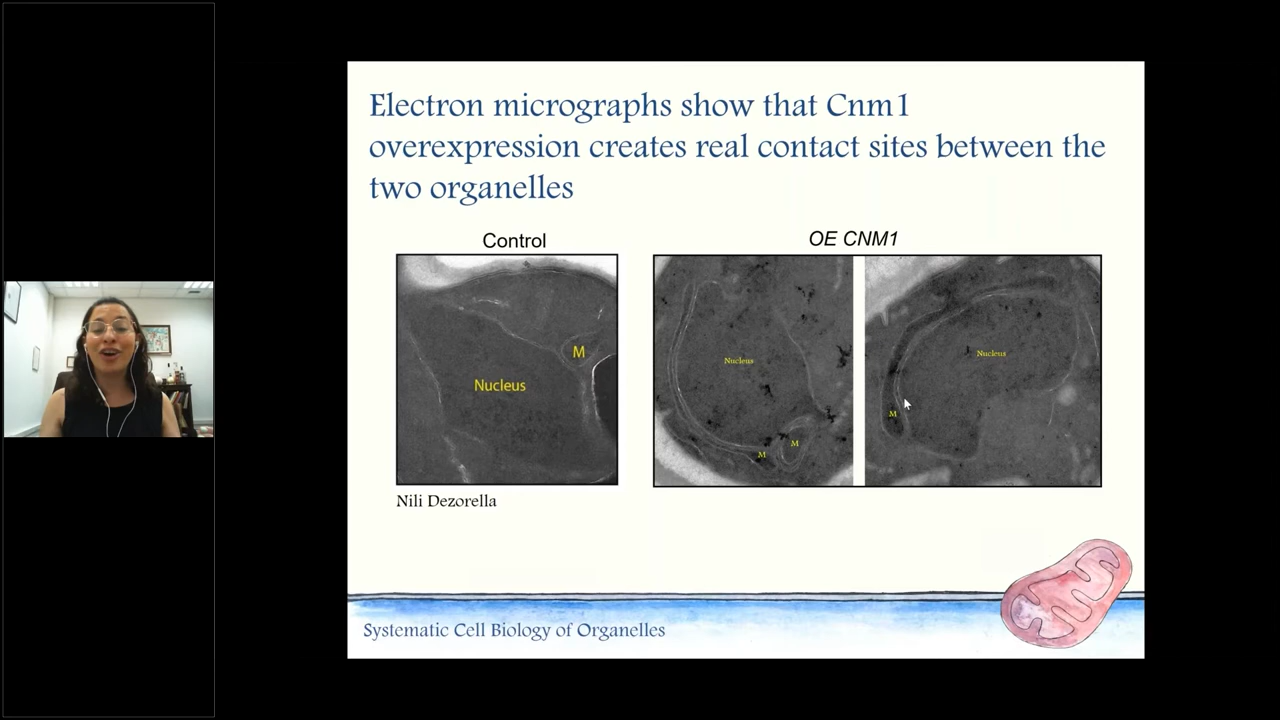 Electron micrographs show that Cnm1
overexpression creates real contact sites between the
two organelles
Control
OE CNM1
M
Nucleus
Nucleus
M
M
Nucleus
M
Nili Dezorella
Systematic Cell Biology of Organelles